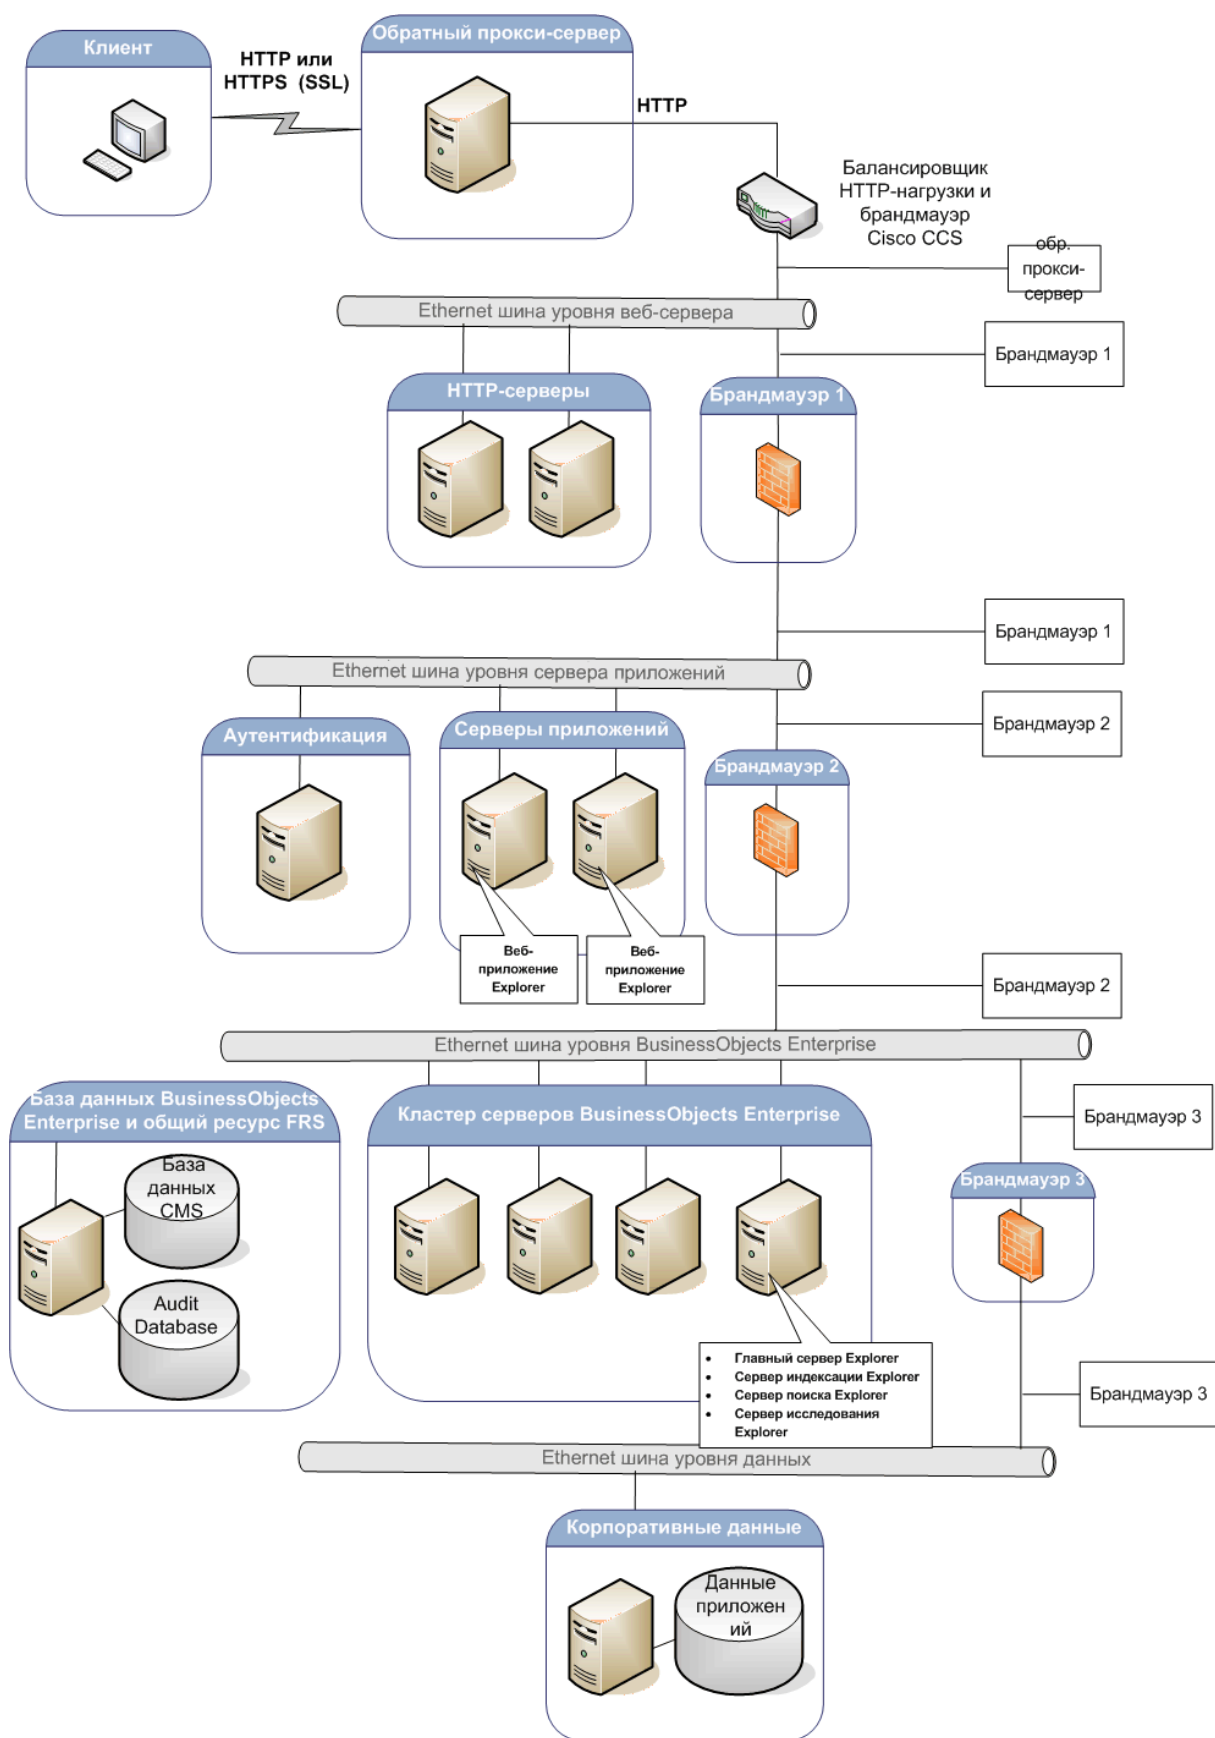 Клиент
HTTP или
HTTPS (SSL)
Обратный прокси-сервер
HTTP
Балансировщик
HTTP-нагрузки и
брандмауэр
Cisco CCS
обр.
прокси-
сервер
Ethernet шина уровня веб-сервера
Брандмауэр 1
HTTP-серверы
Брандмауэр 1
Брандмауэр 1
Ethernet шина уровня сервера приложений
Брандмауэр 2
Аутентификация
Серверы приложений
Брандмауэр 2
Веб-
приложение
Explorer
Веб-
приложение
Explorer
Брандмауэр 2
Ethernet шина уровня BusinessObjects Enterprise
База данных BusinessObjects
Enterprise и общий ресурс FRS
База
данных
CMS
Audit
Database
Кластер серверов BusinessObjects Enterprise
Брандмауэр 3
Брандмауэр 3
• Главный сервер Explorer
• Сервер индексации Explorer
• Сервер поиска Explorer
• Сервер исследования
Explorer
Брандмауэр 3
Ethernet шина уровня данных
Корпоративные данные
Данные
приложен
ий